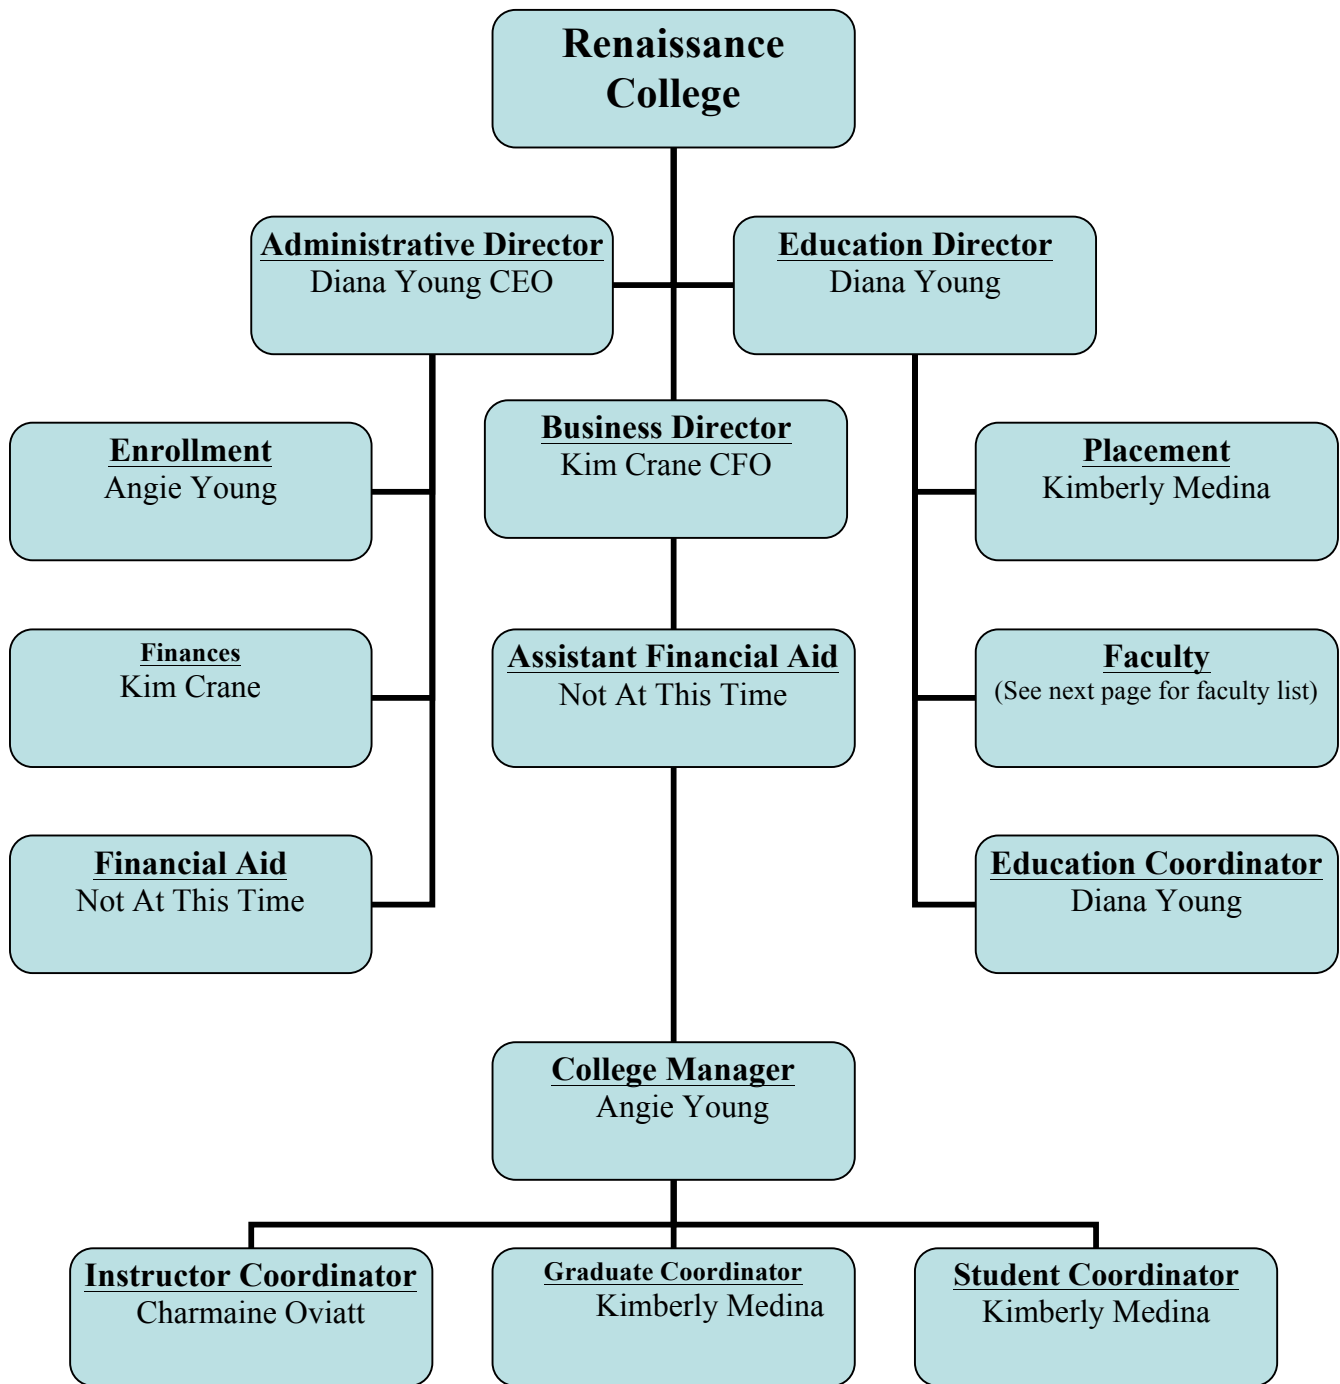 Renaissance
College
Administrative Director
Diana Young CEO
Education Director
Diana Young
Business Director
Kim Crane CFO
Enrollment
Angie Young
Placement
Kimberly Medina
Finances
Kim Crane
Assistant Financial Aid
Not At This Time
Faculty
(See next page for faculty list)
Financial Aid
Not At This Time
Education Coordinator
Diana Young
College Manager
Angie Young
Instructor Coordinator
Charmaine Oviatt
Graduate Coordinator
Kimberly Medina
Student Coordinator
Kimberly Medina